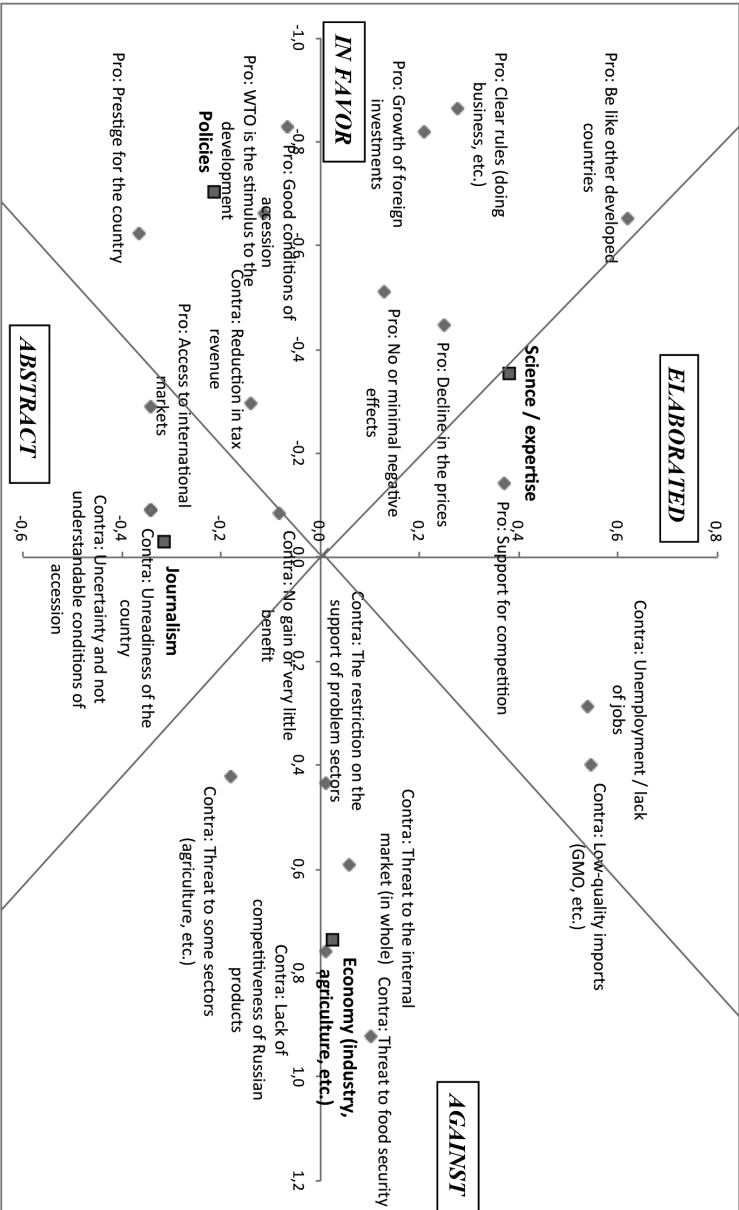 ELABORATED
IN FAVOR
AGAINST
ABSTRACT
0,8
0,6
0,4
0,2
0,0
-0,2
-0,4
-0,6
-1,0
-0,8
-0,6
-0,4
-0,2
0,0
0,2
0,4
0,6
0,8
1,0
1,2
Pro: Be like other developed
countries
Pro: Clear rules (doing
business, etc.)
Pro: Growth of foreign
investments
Science / expertise
Pro: Support for competition
Pro: Decline in the prices
Pro: No or minimal negative
effects
Contra: Unemployment / lack
of jobs
Contra: Low-quality imports
(GMO, etc.)
Contra: Threat to the internal
market (in whole)
Contra: Threat to food security
Contra: The restriction on the
support of problem sectors
Economy (industry,
agriculture, etc.)
Pro: Good conditions of
accession
Pro: WTO is the stimulus to the
development
Policies
Pro: Prestige for the country
Contra: Reduction in tax
revenue
Pro: Access to international
markets
Contra: No gain or very little
benefit
Journalism
Contra: Unreadiness of the
country
Contra: Uncertainty and not
understandable conditions of
accession
Contra: Threat to some sectors
(agriculture, etc.)
Contra: Lack of
competitiveness of Russian
products